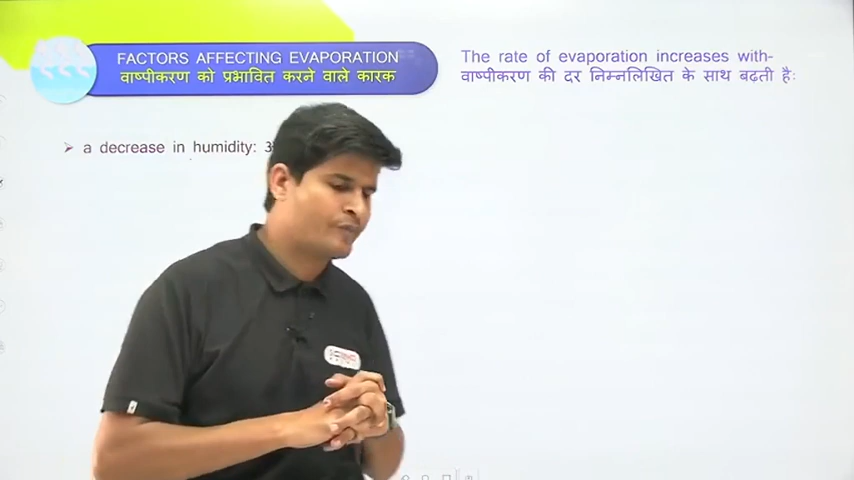 FACTORS AFFECTING EVAPORATION
वाष्पीकरण को प्रभावित करने वाले कारक
The rate of evaporation increases with-
वाष्पीकरण की दर निम्नलिखित के साथ बढती है:
➤ a decrease in humidity: